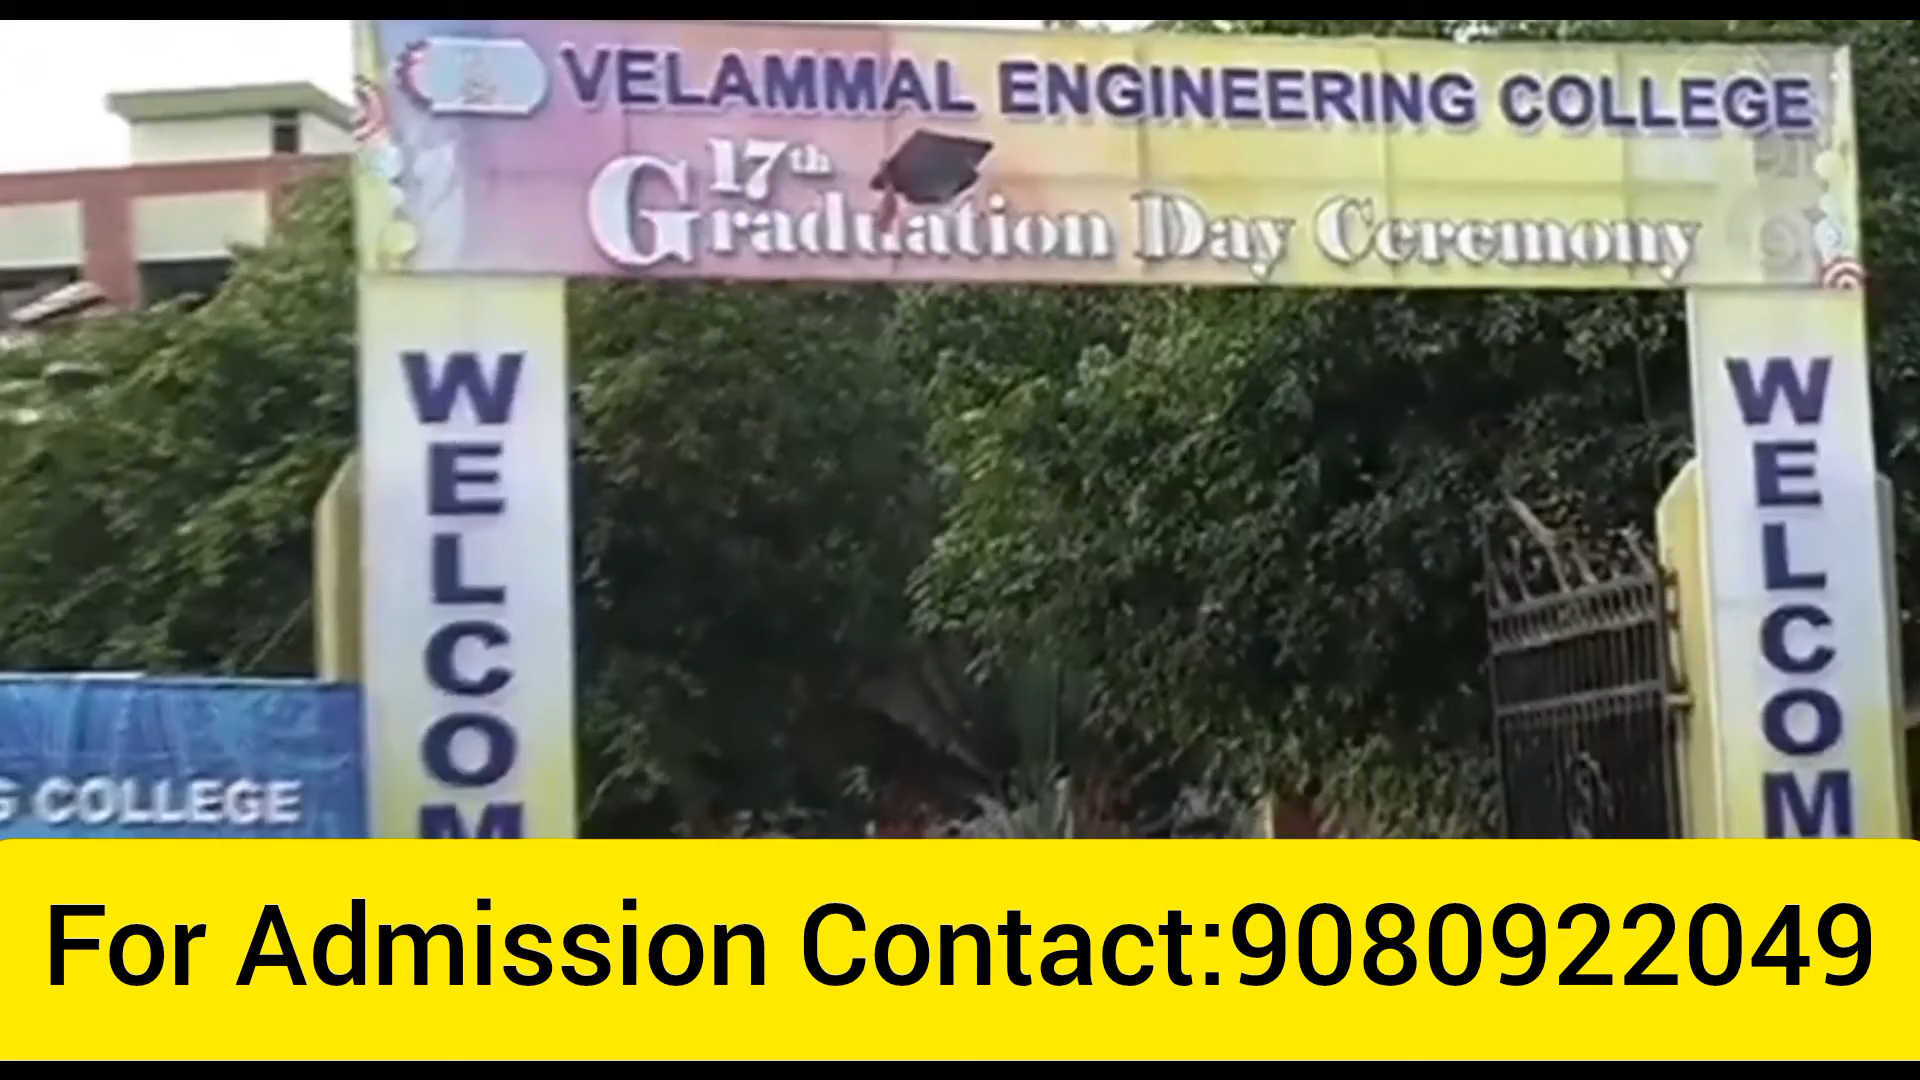 VELAMMAL ENGINEERING COLLEGE
17th
Graduation Day Ceremony
WELCOM
WELCOM
COLLEGE
For Admission Contact:9080922049